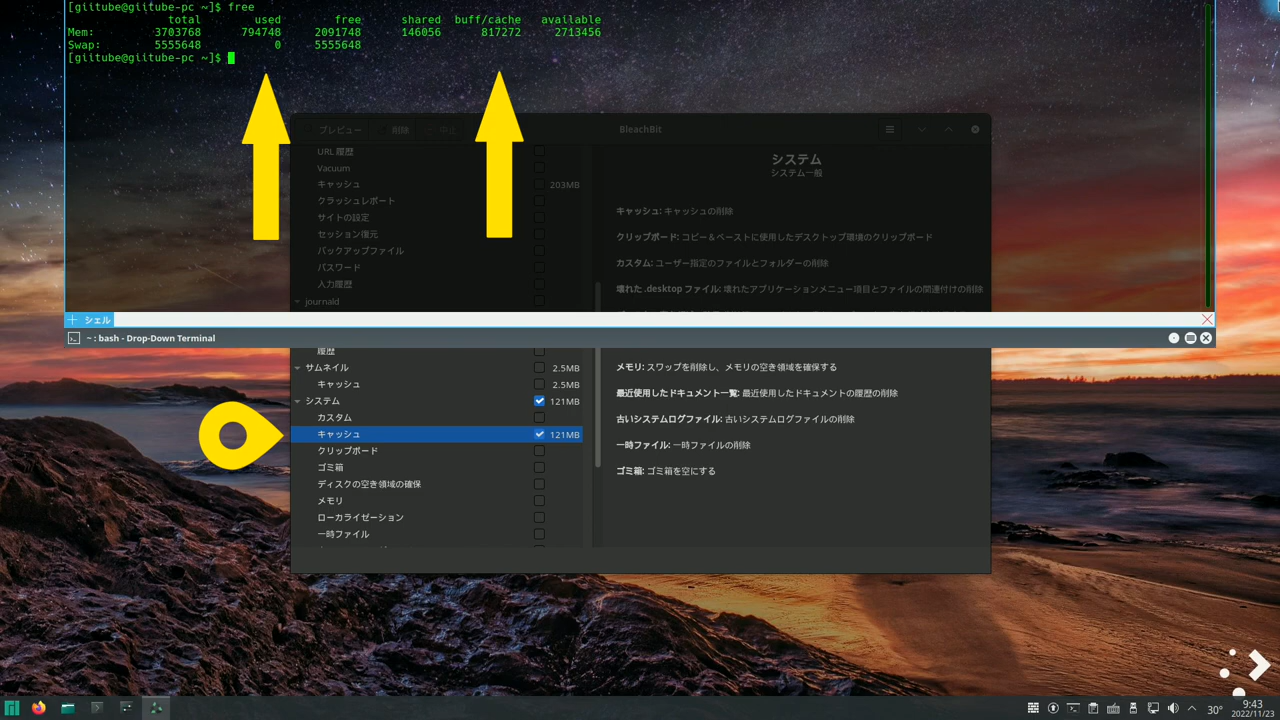 [giitube@giitube-pc ~]$ free
total used free shared buff/cache available
Mem: 3703768 794748 2091748 146056 817272 2713456
Swap: 5555648 0 5555648
[giitube@giitube-pc ~]$
プレビュー 削除 中止 BleachBit
URL 履歴
Vacuum
キャッシュ 203MB
クラッシュレポート
サイトの設定
セッション復元
バックアップファイル
パスワード
入力履歴
journald
システム
システム一般
キャッシュ: キャッシュの削除
クリップボード: コピー＆ペーストに使用したデスクトップ環境のクリップボード
カスタム: ユーザー指定のファイルとフォルダーの削除
壊れた .desktop ファイル: 壊れたアプリケーションメニュー項目とファイルの関連付けの削除
シェル
~ : bash - Drop-Down Terminal
履歴
サムネイル 2.5MB
キャッシュ 2.5MB
システム 121MB
カスタム
キャッシュ 121MB
クリップボード
ゴミ箱
ディスクの空き領域の確保
メモリ
ローカライゼーション
一時ファイル
メモリ: スワップを削除し、メモリの空き領域を確保する
最近使用したドキュメント一覧: 最近使用したドキュメントの履歴の削除
古いシステムログファイル: 古いシステムログファイルの削除
一時ファイル: 一時ファイルの削除
ゴミ箱: ゴミ箱を空にする
30°
9:43
2022/11/23